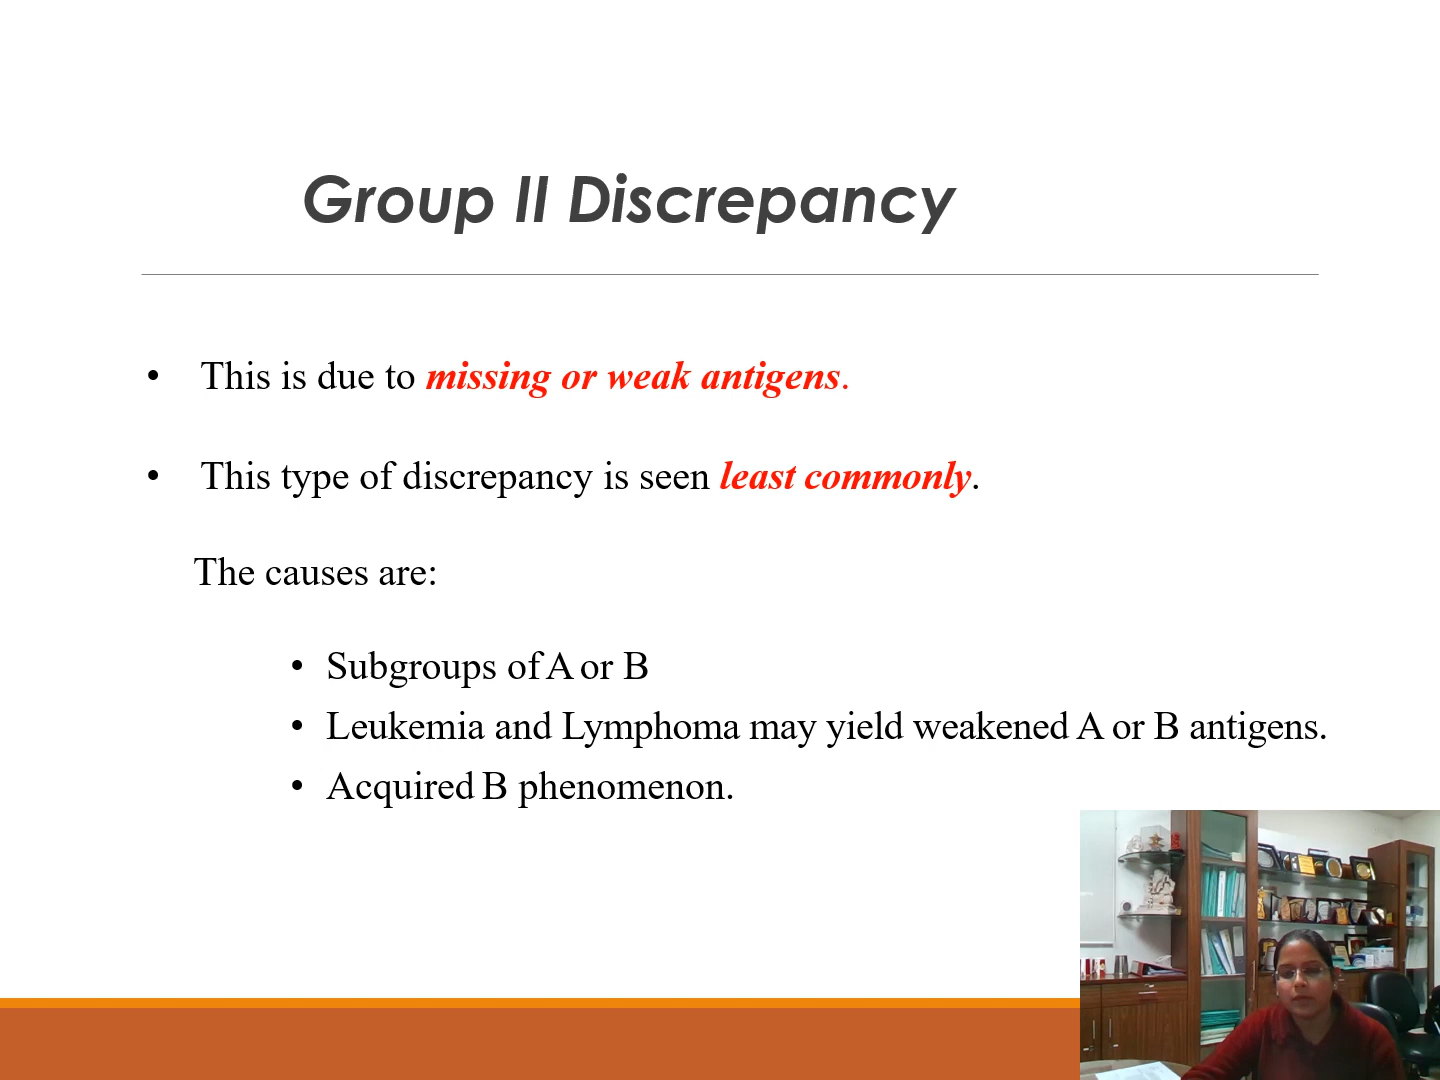 Group II Discrepancy
• This is due to missing or weak antigens.
• This type of discrepancy is seen least commonly.
The causes are:
• Subgroups of A or B
• Leukemia and Lymphoma may yield weakened A or B antigens.
• Acquired B phenomenon.